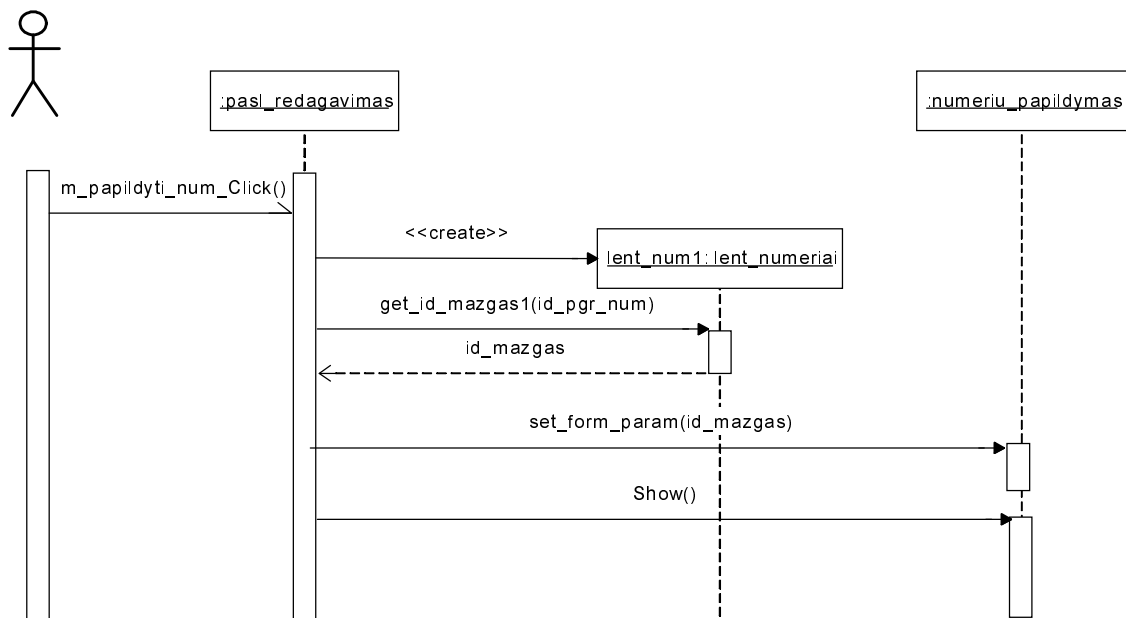 :pasl_redagavimas
:numeriu_papildymas
m_papildyti_num_Click()
<<create>>
lent_num1: lent_numeriai
get_id_mazgas1(id_pgr_num)
id_mazgas
set_form_param(id_mazgas)
Show()